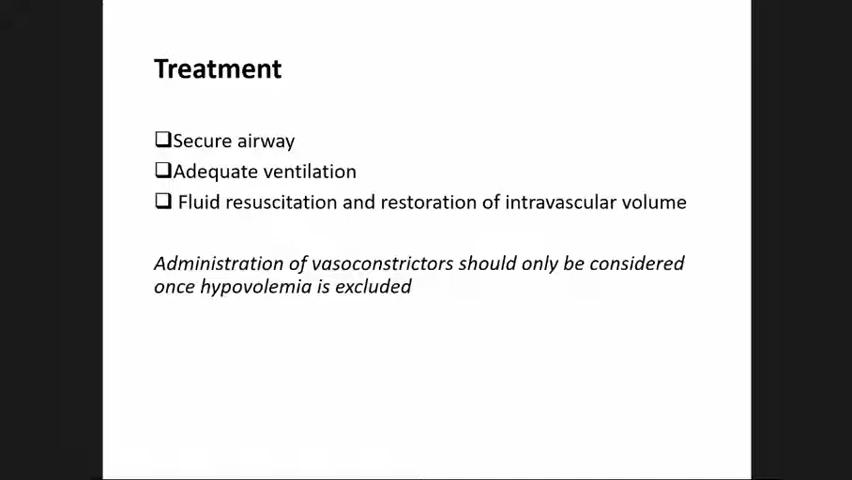 Treatment
❑Secure airway
❑Adequate ventilation
❑ Fluid resuscitation and restoration of intravascular volume
Administration of vasoconstrictors should only be considered
once hypovolemia is excluded